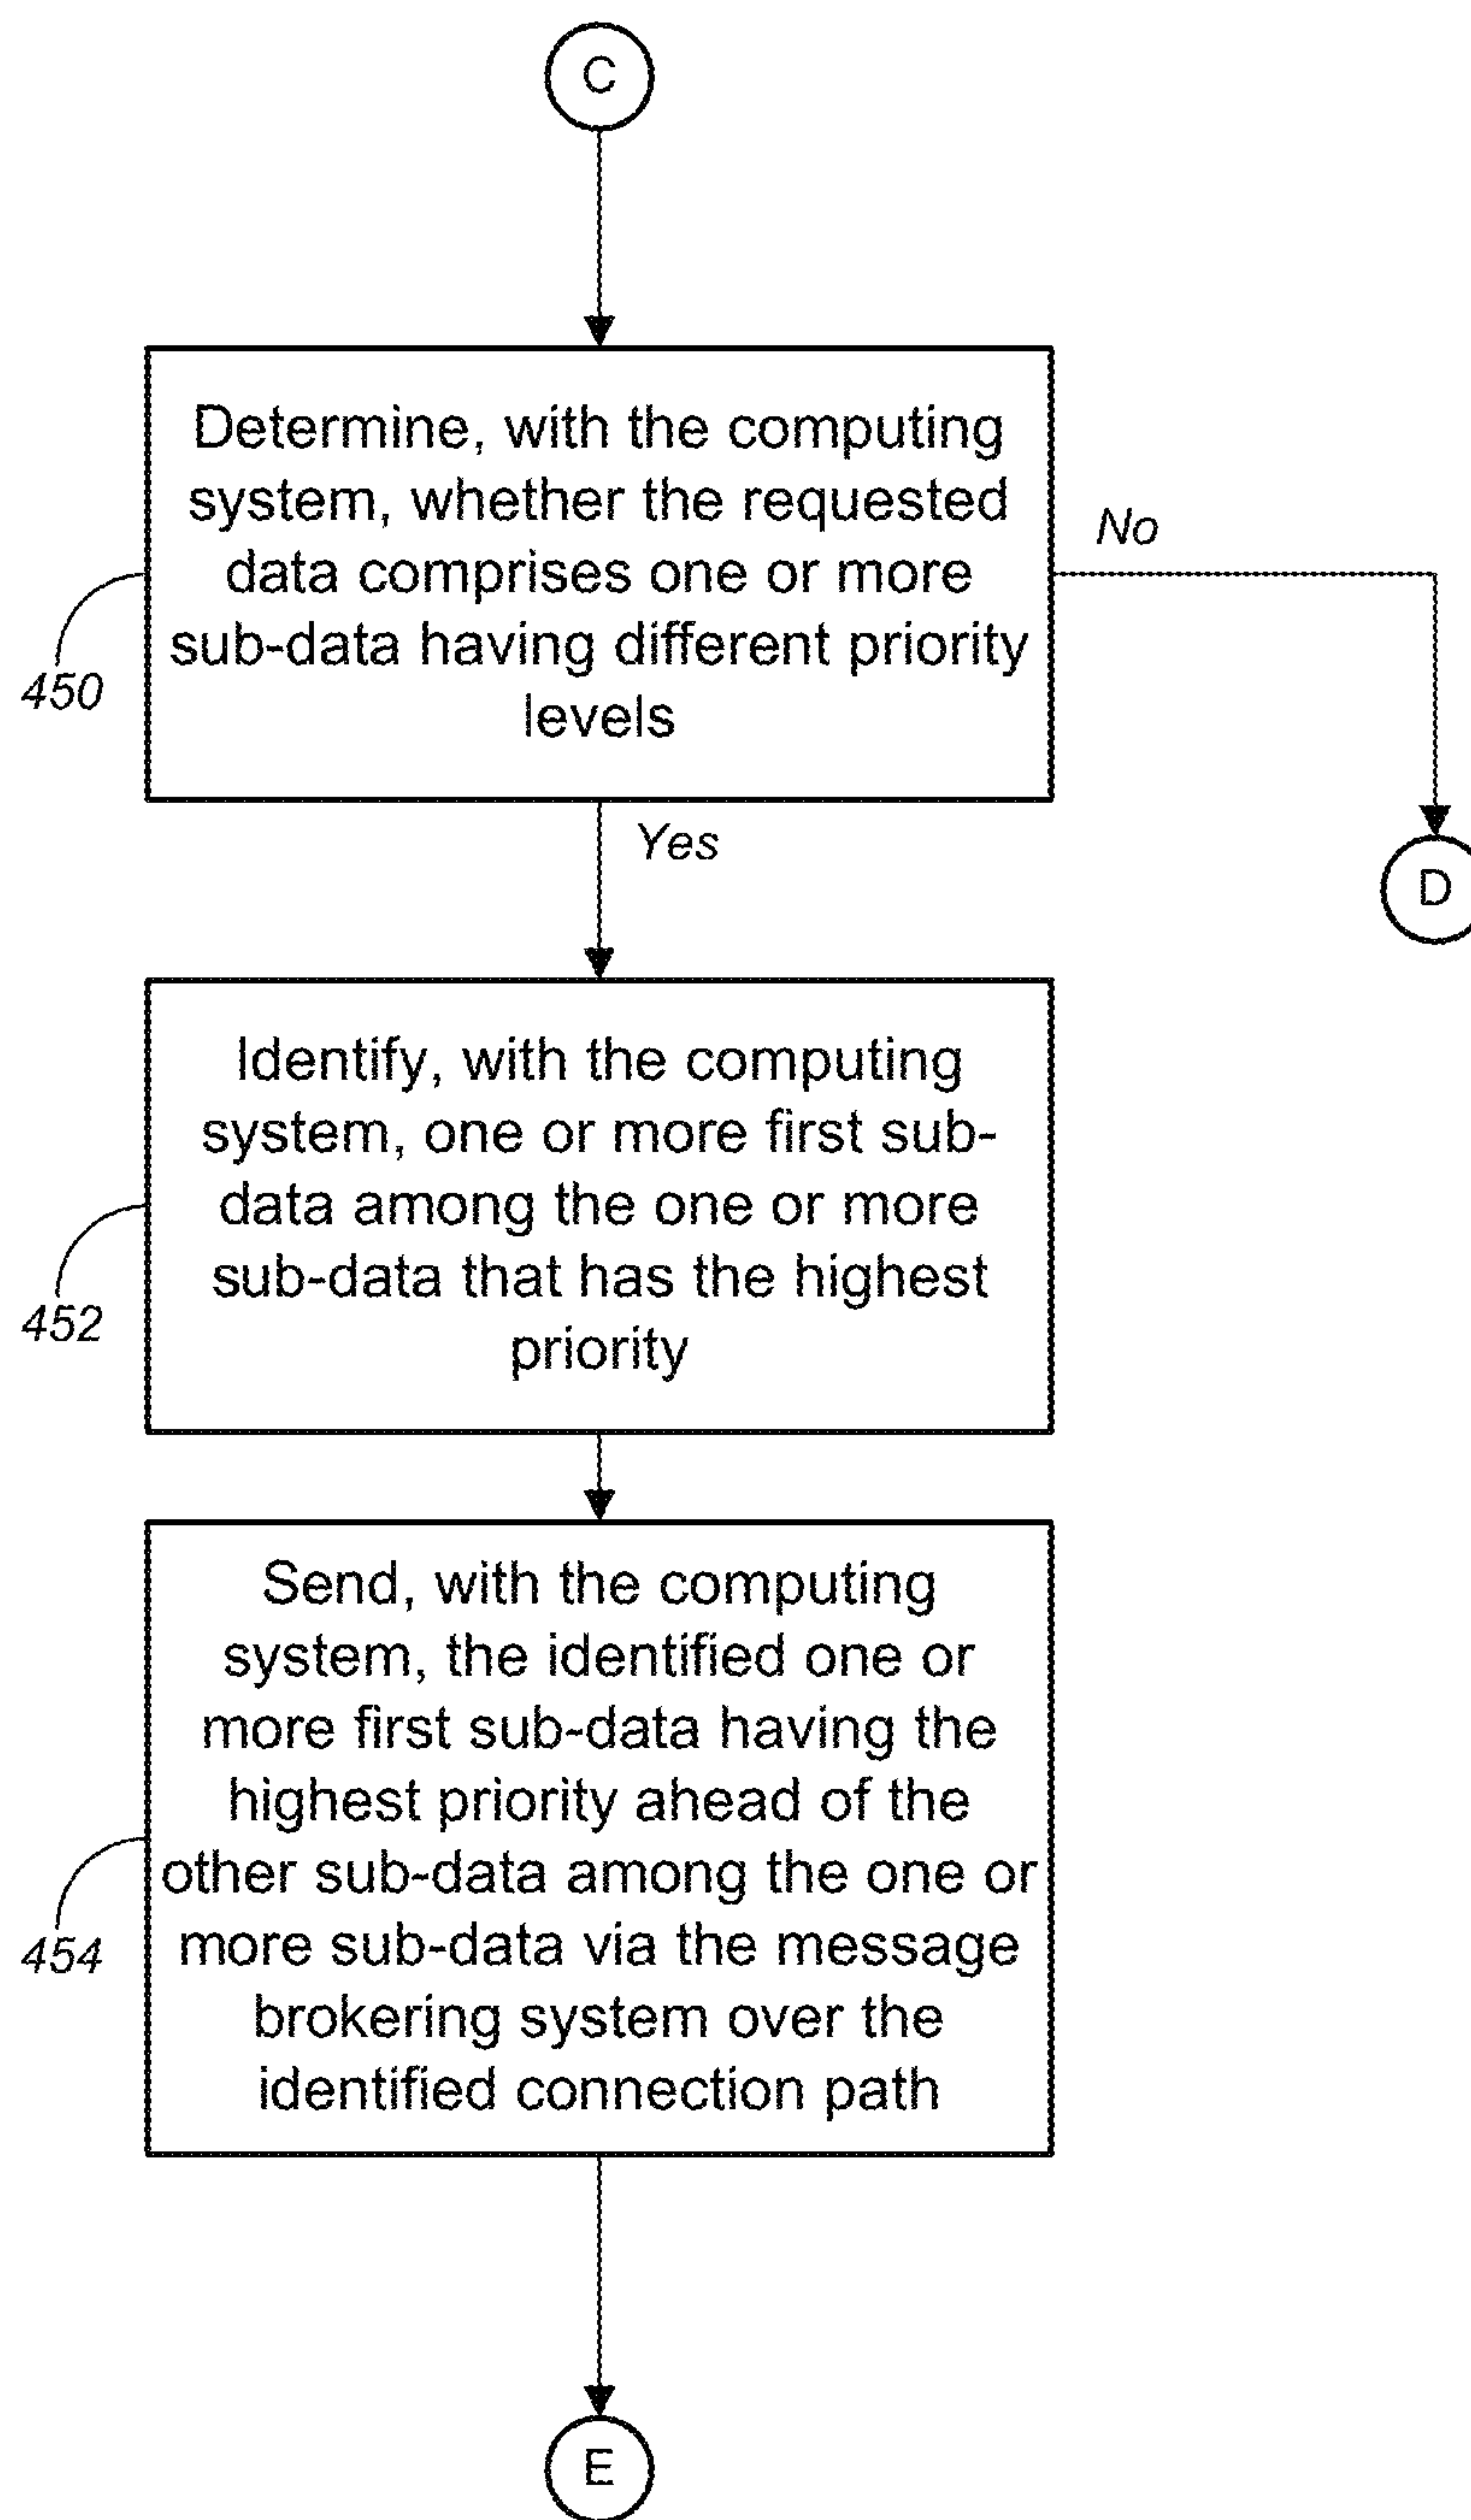 C
Determine, with the computing
system, whether the requested
data comprises one or more
sub-data having different priority
levels
No
450
Yes
D
Identify, with the computing
system, one or more first sub-
data among the one or more
sub-data that has the highest
priority
452
Send, with the computing
system, the identified one or
more first sub-data having the
highest priority ahead of the
other sub-data among the one or
more sub-data via the message
brokering system over the
identified connection path
454
E